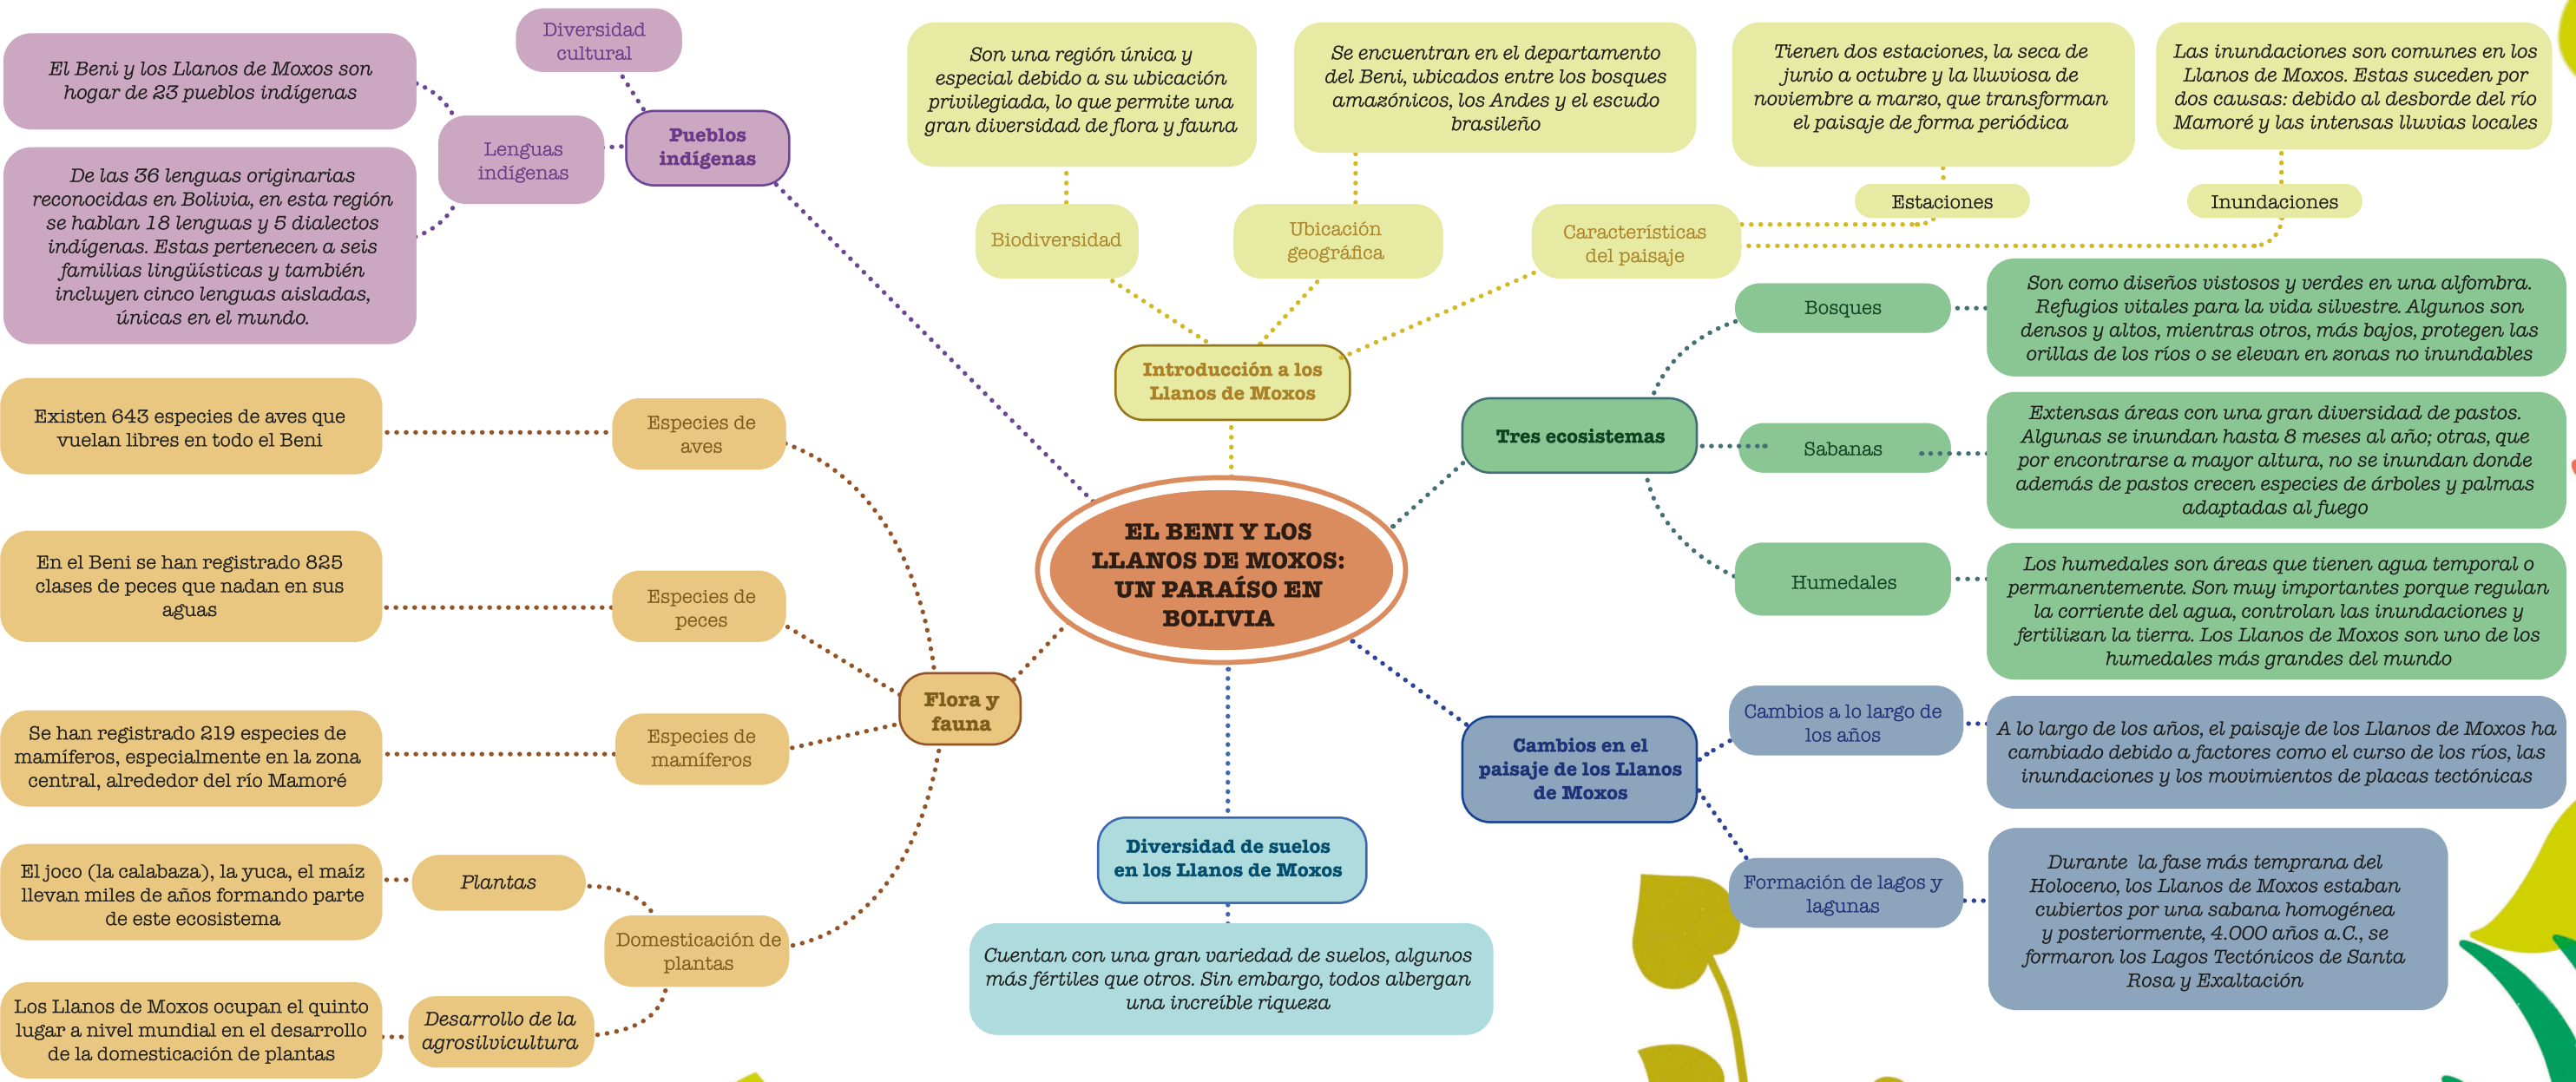 EL BENI Y LOS
LLANOS DE MOXOS:
UN PARAÍSO EN
BOLIVIA
Pueblos
indígenas
Diversidad
cultural
Lenguas
indígenas
El Beni y los Llanos de Moxos son
hogar de 23 pueblos indígenas
De las 36 lenguas originarias
reconocidas en Bolivia, en esta región
se hablan 18 lenguas y 5 dialectos
indígenas. Estas pertenecen a seis
familias lingüísticas y también
incluyen cinco lenguas aisladas,
únicas en el mundo.
Introducción a los
Llanos de Moxos
Biodiversidad
Son una región única y
especial debido a su ubicación
privilegiada, lo que permite una
gran diversidad de flora y fauna
Ubicación
geográfica
Se encuentran en el departamento
del Beni, ubicados entre los bosques
amazónicos, los Andes y el escudo
brasileño
Características
del paisaje
Estaciones
Tienen dos estaciones, la seca de
junio a octubre y la lluviosa de
noviembre a marzo, que transforman
el paisaje de forma periódica
Inundaciones
Las inundaciones son comunes en los
Llanos de Moxos. Estas suceden por
dos causas: debido al desborde del río
Mamoré y las intensas lluvias locales
Tres ecosistemas
Bosques
Son como diseños vistosos y verdes en una alfombra.
Refugios vitales para la vida silvestre. Algunos son
densos y altos, mientras otros, más bajos, protegen las
orillas de los ríos o se elevan en zonas no inundables
Sabanas
Extensas áreas con una gran diversidad de pastos.
Algunas se inundan hasta 8 meses al año; otras, que
por encontrarse a mayor altura, no se inundan donde
además de pastos crecen especies de árboles y palmas
adaptadas al fuego
Humedales
Los humedales son áreas que tienen agua temporal o
permanentemente. Son muy importantes porque regulan
la corriente del agua, controlan las inundaciones y
fertilizan la tierra. Los Llanos de Moxos son uno de los
humedales más grandes del mundo
Cambios en el
paisaje de los Llanos
de Moxos
Cambios a lo largo de
los años
A lo largo de los años, el paisaje de los Llanos de Moxos ha
cambiado debido a factores como el curso de los ríos, las
inundaciones y los movimientos de placas tectónicas
Formación de lagos y
lagunas
Durante la fase más temprana del
Holoceno, los Llanos de Moxos estaban
cubiertos por una sabana homogénea
y posteriormente, 4.000 años a.C., se
formaron los Lagos Tectónicos de Santa
Rosa y Exaltación
Diversidad de suelos
en los Llanos de Moxos
Cuentan con una gran variedad de suelos, algunos
más fértiles que otros. Sin embargo, todos albergan
una increíble riqueza
Flora y
fauna
Especies de
aves
Existen 643 especies de aves que
vuelan libres en todo el Beni
Especies de
peces
En el Beni se han registrado 825
clases de peces que nadan en sus
aguas
Especies de
mamíferos
Se han registrado 219 especies de
mamíferos, especialmente en la zona
central, alrededor del río Mamoré
Domesticación de
plantas
Plantas
El joco (la calabaza), la yuca, el maíz
llevan miles de años formando parte
de este ecosistema
Desarrollo de la
agrosilvicultura
Los Llanos de Moxos ocupan el quinto
lugar a nivel mundial en el desarrollo
de la domesticación de plantas